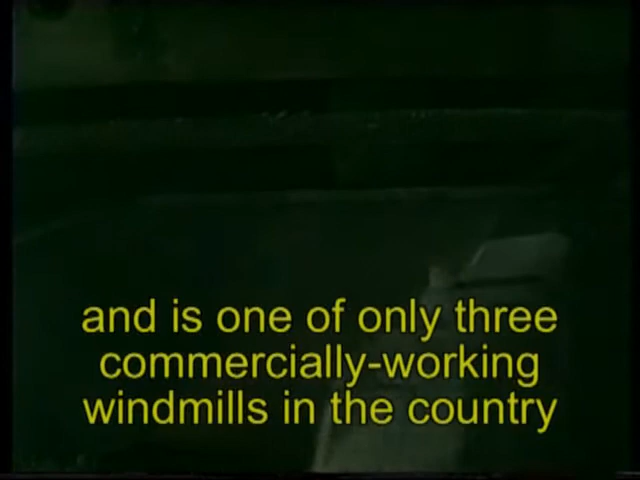 and is one of only three
commercially-working
windmills in the country